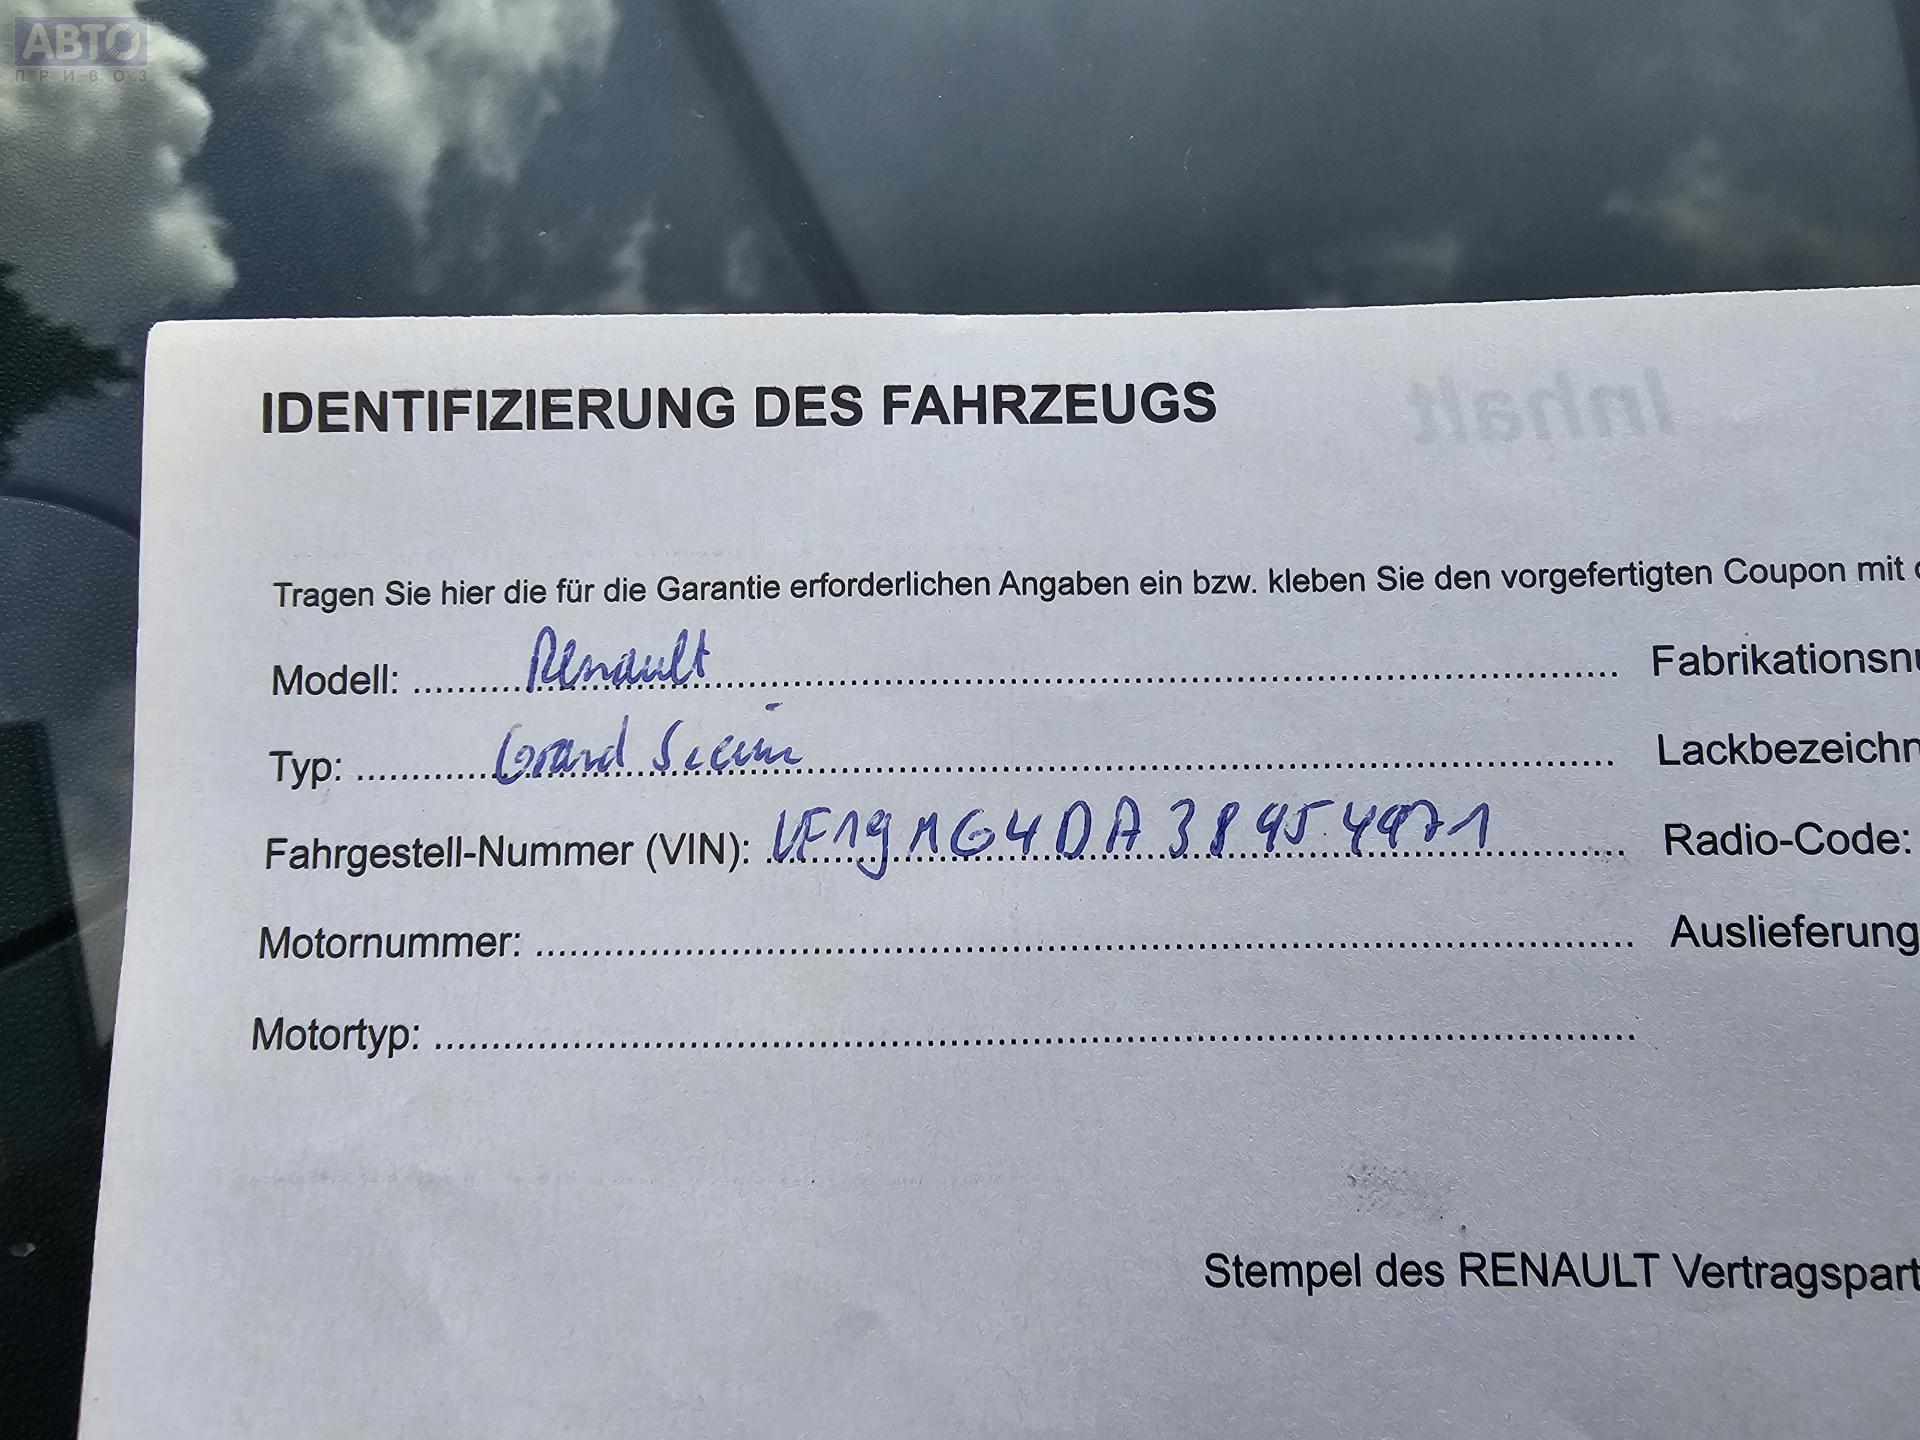 АВТО
ПРИВОЗ
Inhalt
IDENTIFIZIERUNG DES FAHRZEUGS
Tragen Sie hier die für die Garantie erforderlichen Angaben ein bzw. kleben Sie den vorgefertigten Coupon mit
Modell: Renault Fabrikationsnu
Typ: Grand Scenic Lackbezeichn
Fahrgestell-Nummer (VIN): VF19MG4DA38954971 Radio-Code:
Motornummer: Auslieferung
Motortyp:
Stempel des RENAULT Vertragspart